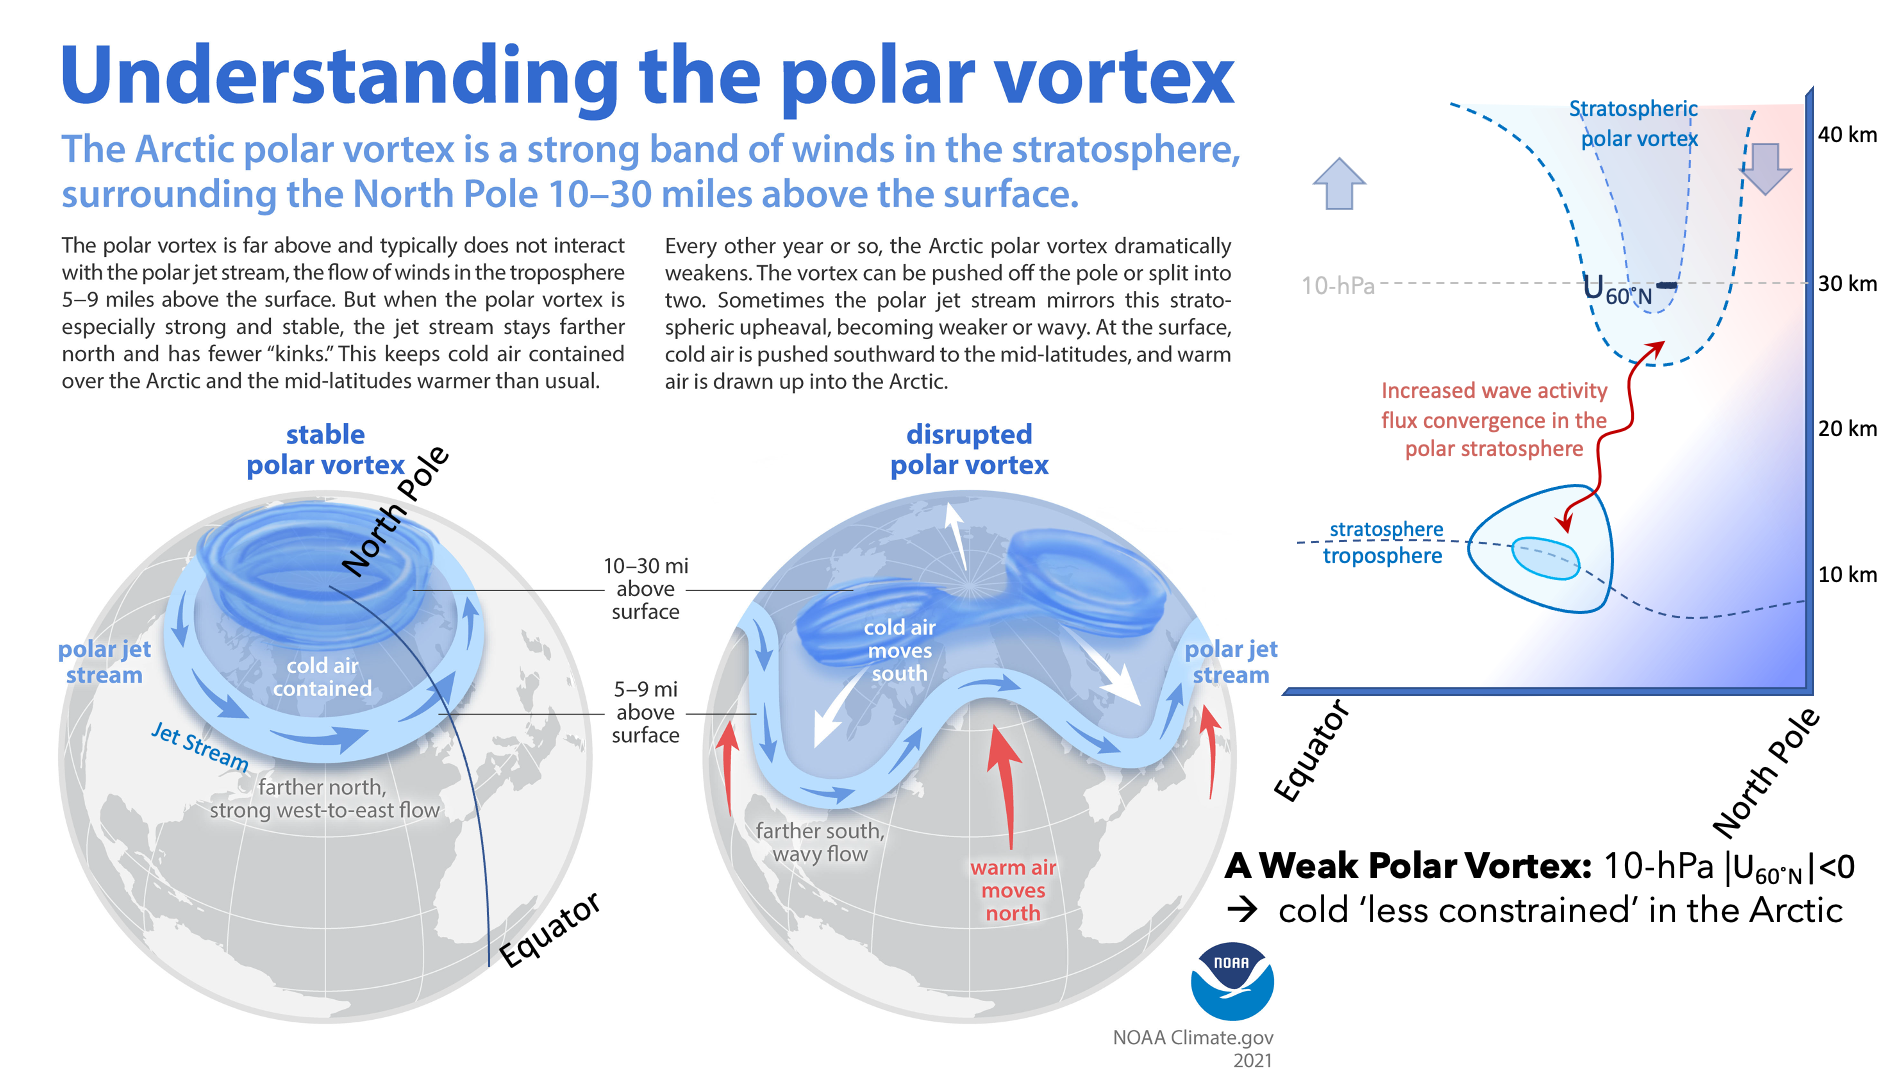 Understanding the polar vortex
The Arctic polar vortex is a strong band of winds in the stratosphere,
surrounding the North Pole 10–30 miles above the surface.
The polar vortex is far above and typically does not interact
with the polar jet stream, the flow of winds in the troposphere
5–9 miles above the surface. But when the polar vortex is
especially strong and stable, the jet stream stays farther
north and has fewer “kinks.” This keeps cold air contained
over the Arctic and the mid-latitudes warmer than usual.
Every other year or so, the Arctic polar vortex dramatically
weakens. The vortex can be pushed off the pole or split into
two. Sometimes the polar jet stream mirrors this strato-
spheric upheaval, becoming weaker or wavy. At the surface,
cold air is pushed southward to the mid-latitudes, and warm
air is drawn up into the Arctic.
stable
polar vortex
North Pole
polar jet
stream
cold air
contained
Jet Stream
farther north,
strong west-to-east flow
Equator
10–30 mi
above
surface
5–9 mi
above
surface
disrupted
polar vortex
cold air
moves
south
polar jet
stream
farther south,
wavy flow
warm air
moves
north
NOAA
NOAA Climate.gov
2021
Stratospheric
polar vortex
40 km
10-hPa
U60°N
30 km
Increased wave activity
flux convergence in the
polar stratosphere
20 km
stratosphere
troposphere
10 km
Equator
North Pole
A Weak Polar Vortex: 10-hPa |U60°N|<0
→ cold ‘less constrained’ in the Arctic